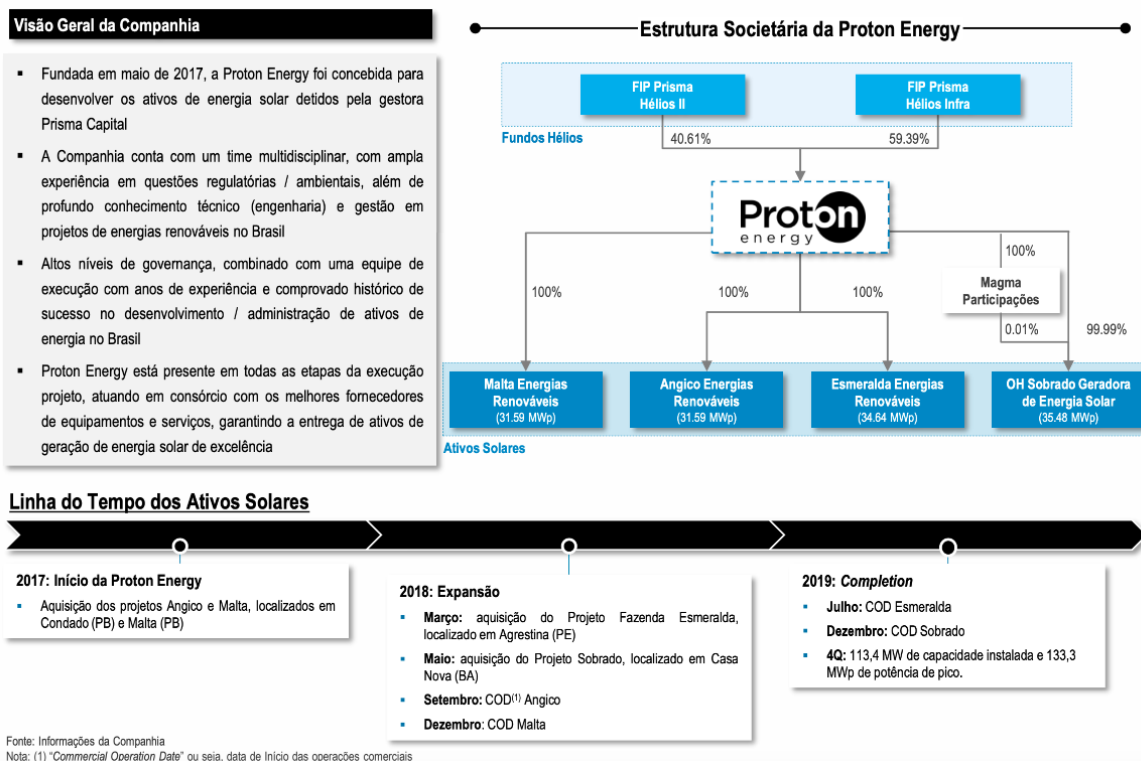 Visão Geral da Companhia
▪ Fundada em maio de 2017, a Proton Energy foi concebida para
desenvolver os ativos de energia solar detidos pela gestora
Prisma Capital
▪ A Companhia conta com um time multidisciplinar, com ampla
experiência em questões regulatórias / ambientais, além de
profundo conhecimento técnico (engenharia) e gestão em
projetos de energias renováveis no Brasil
▪ Altos níveis de governança, combinado com uma equipe de
execução com anos de experiência e comprovado histórico de
sucesso no desenvolvimento / administração de ativos de
energia no Brasil
▪ Proton Energy está presente em todas as etapas da execução
projeto, atuando em consórcio com os melhores fornecedores
de equipamentos e serviços, garantindo a entrega de ativos de
geração de energia solar de excelência
Estrutura Societária da Proton Energy
FIP Prisma
Hélios II
FIP Prisma
Hélios Infra
Fundos Hélios
40.61%
59.39%
Proton
energy
100%
100%
100%
100%
Magma
Participações
0.01%
99.99%
Malta Energias
Renováveis
(31.59 MWp)
Angico Energias
Renováveis
(31.59 MWp)
Esmeralda Energias
Renováveis
(34.64 MWp)
OH Sobrado Geradora
de Energia Solar
(35.48 MWp)
Ativos Solares
Linha do Tempo dos Ativos Solares
2017: Início da Proton Energy
▪ Aquisição dos projetos Angico e Malta, localizados em
Condado (PB) e Malta (PB)
2018: Expansão
▪ Março: aquisição do Projeto Fazenda Esmeralda,
localizado em Agrestina (PE)
▪ Maio: aquisição do Projeto Sobrado, localizado em Casa
Nova (BA)
▪ Setembro: COD(1) Angico
▪ Dezembro: COD Malta
2019: Completion
▪ Julho: COD Esmeralda
▪ Dezembro: COD Sobrado
▪ 4Q: 113,4 MW de capacidade instalada e 133,3
MWp de potência de pico.
Fonte: Informações da Companhia
Nota: (1) "Commercial Operation Date" ou seja, data de Início das operações comerciais